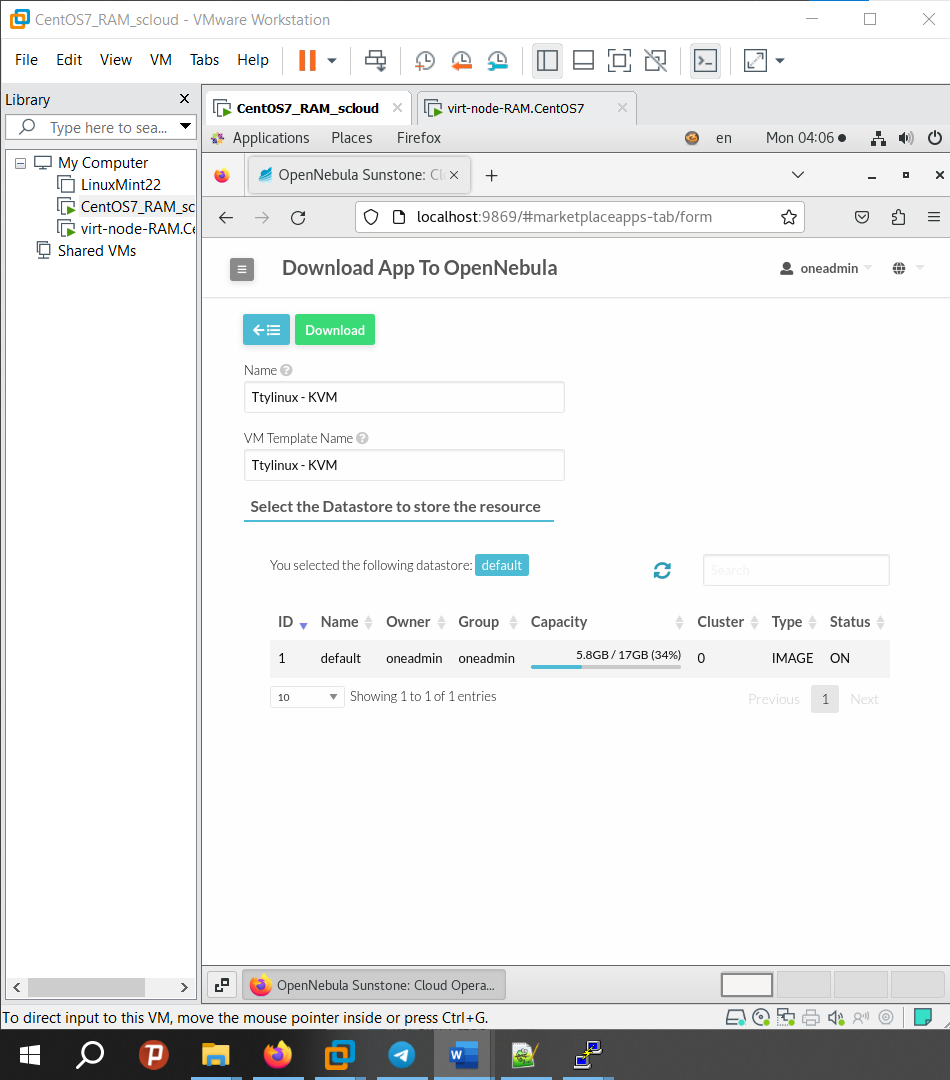 CentOS7_RAM_scloud - VMware Workstation
File Edit View VM Tabs Help
Library
Type here to sea...
My Computer
LinuxMint22
CentOS7_RAM_sc
virt-node-RAM.Ce
Shared VMs
CentOS7_RAM_scloud
virt-node-RAM.CentOS7
Applications Places Firefox en Mon 04:06
OpenNebula Sunstone: Cl
localhost:9869/#marketplaceapps-tab/form
Download App To OpenNebula
oneadmin
Download
Name
Ttylinux - KVM
VM Template Name
Ttylinux - KVM
Select the Datastore to store the resource
You selected the following datastore: default
Search
ID Name Owner Group Capacity Cluster Type Status
1 default oneadmin oneadmin 5.8GB / 17GB (34%) 0 IMAGE ON
10 Showing 1 to 1 of 1 entries
Previous 1 Next
OpenNebula Sunstone: Cloud Opera...
To direct input to this VM, move the mouse pointer inside or press Ctrl+G.